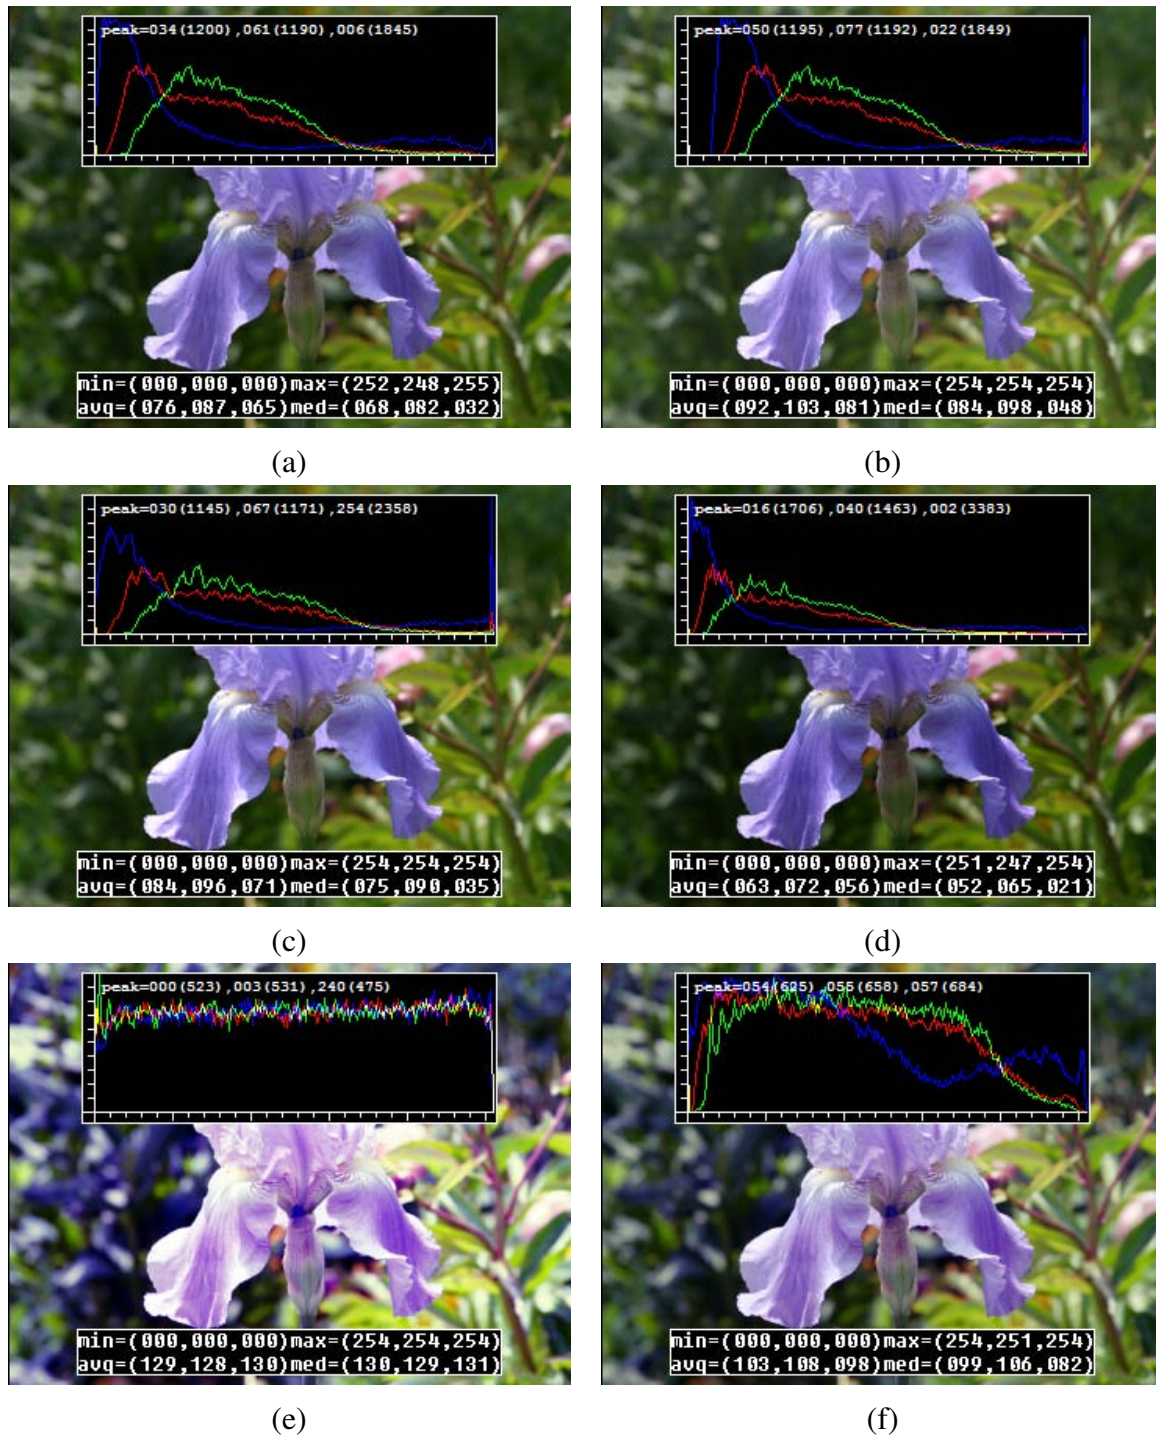 peak=034(1200),061(1190),006(1845)
min=(000,000,000)max=(252,248,255)
avg=(076,087,065)med=(068,082,032)
(a)
peak=050(1195),077(1192),022(1849)
min=(000,000,000)max=(254,254,254)
avg=(092,103,081)med=(084,098,048)
(b)
peak=030(1145),067(1171),254(2358)
min=(000,000,000)max=(254,254,254)
avg=(084,096,071)med=(075,090,035)
(c)
peak=016(1706),040(1463),002(3383)
min=(000,000,000)max=(251,247,254)
avg=(063,072,056)med=(052,065,021)
(d)
peak=000(523),003(531),240(475)
min=(000,000,000)max=(254,254,254)
avg=(129,128,130)med=(130,129,131)
(e)
peak=054(625),055(658),057(684)
min=(000,000,000)max=(254,251,254)
avg=(103,108,098)med=(099,106,082)
(f)